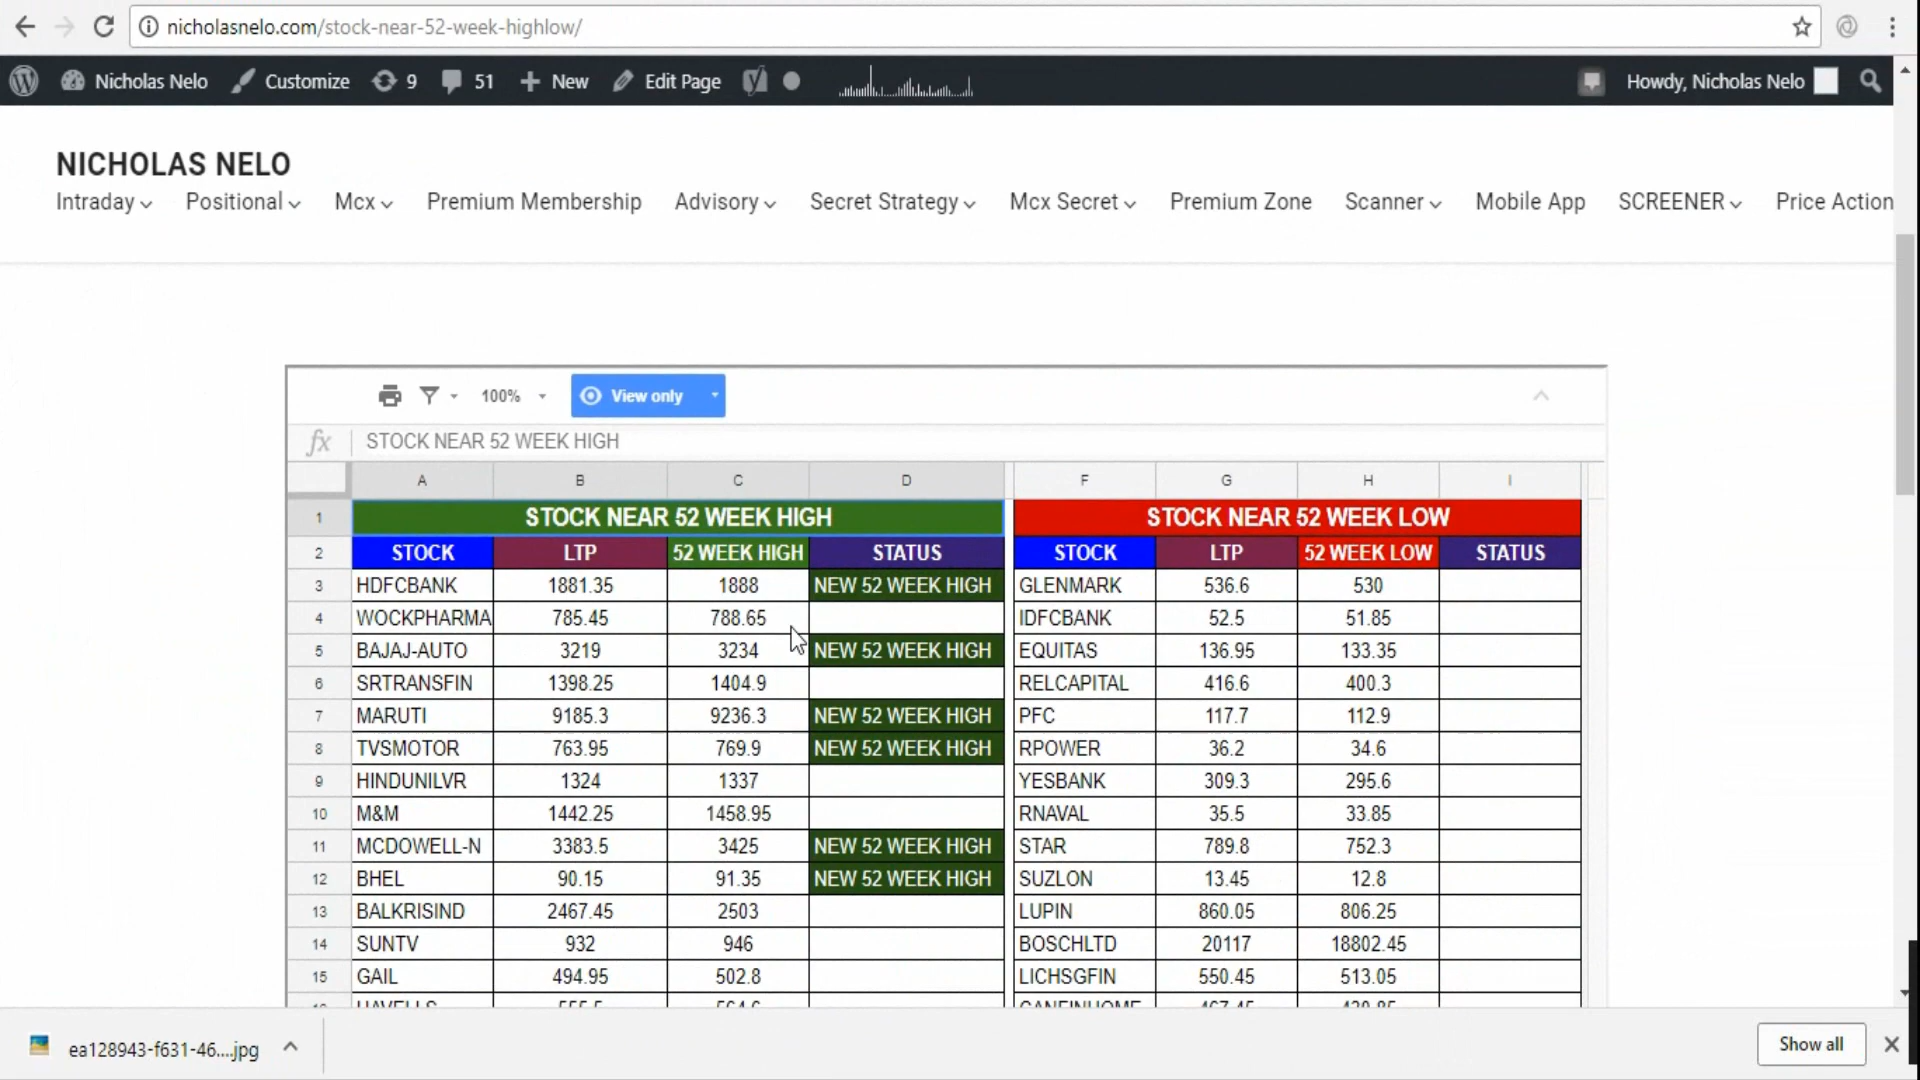 nicholasnelo.com/stock-near-52-week-highlow/
Nicholas Nelo Customize 9 51 New Edit Page Howdy, Nicholas Nelo
NICHOLAS NELO
Intraday Positional Mcx Premium Membership Advisory Secret Strategy Mcx Secret Premium Zone Scanner Mobile App SCREENER Price Action
100% View only
fx STOCK NEAR 52 WEEK HIGH
A B C D F G H I
1 STOCK NEAR 52 WEEK HIGH STOCK NEAR 52 WEEK LOW
2 STOCK LTP 52 WEEK HIGH STATUS STOCK LTP 52 WEEK LOW STATUS
3 HDFCBANK 1881.35 1888 NEW 52 WEEK HIGH GLENMARK 536.6 530
4 WOCKPHARMA 785.45 788.65 IDFCBANK 52.5 51.85
5 BAJAJ-AUTO 3219 3234 NEW 52 WEEK HIGH EQUITAS 136.95 133.35
6 SRTRANSFIN 1398.25 1404.9 RELCAPITAL 416.6 400.3
7 MARUTI 9185.3 9236.3 NEW 52 WEEK HIGH PFC 117.7 112.9
8 TVSMOTOR 763.95 769.9 NEW 52 WEEK HIGH RPOWER 36.2 34.6
9 HINDUNILVR 1324 1337 YESBANK 309.3 295.6
10 M&M 1442.25 1458.95 RNAVAL 35.5 33.85
11 MCDOWELL-N 3383.5 3425 NEW 52 WEEK HIGH STAR 789.8 752.3
12 BHEL 90.15 91.35 NEW 52 WEEK HIGH SUZLON 13.45 12.8
13 BALKRISIND 2467.45 2503 LUPIN 860.05 806.25
14 SUNTV 932 946 BOSCHLTD 20117 18802.45
15 GAIL 494.95 502.8 LICHSGFIN 550.45 513.05
ea128943-f631-46....jpg Show all